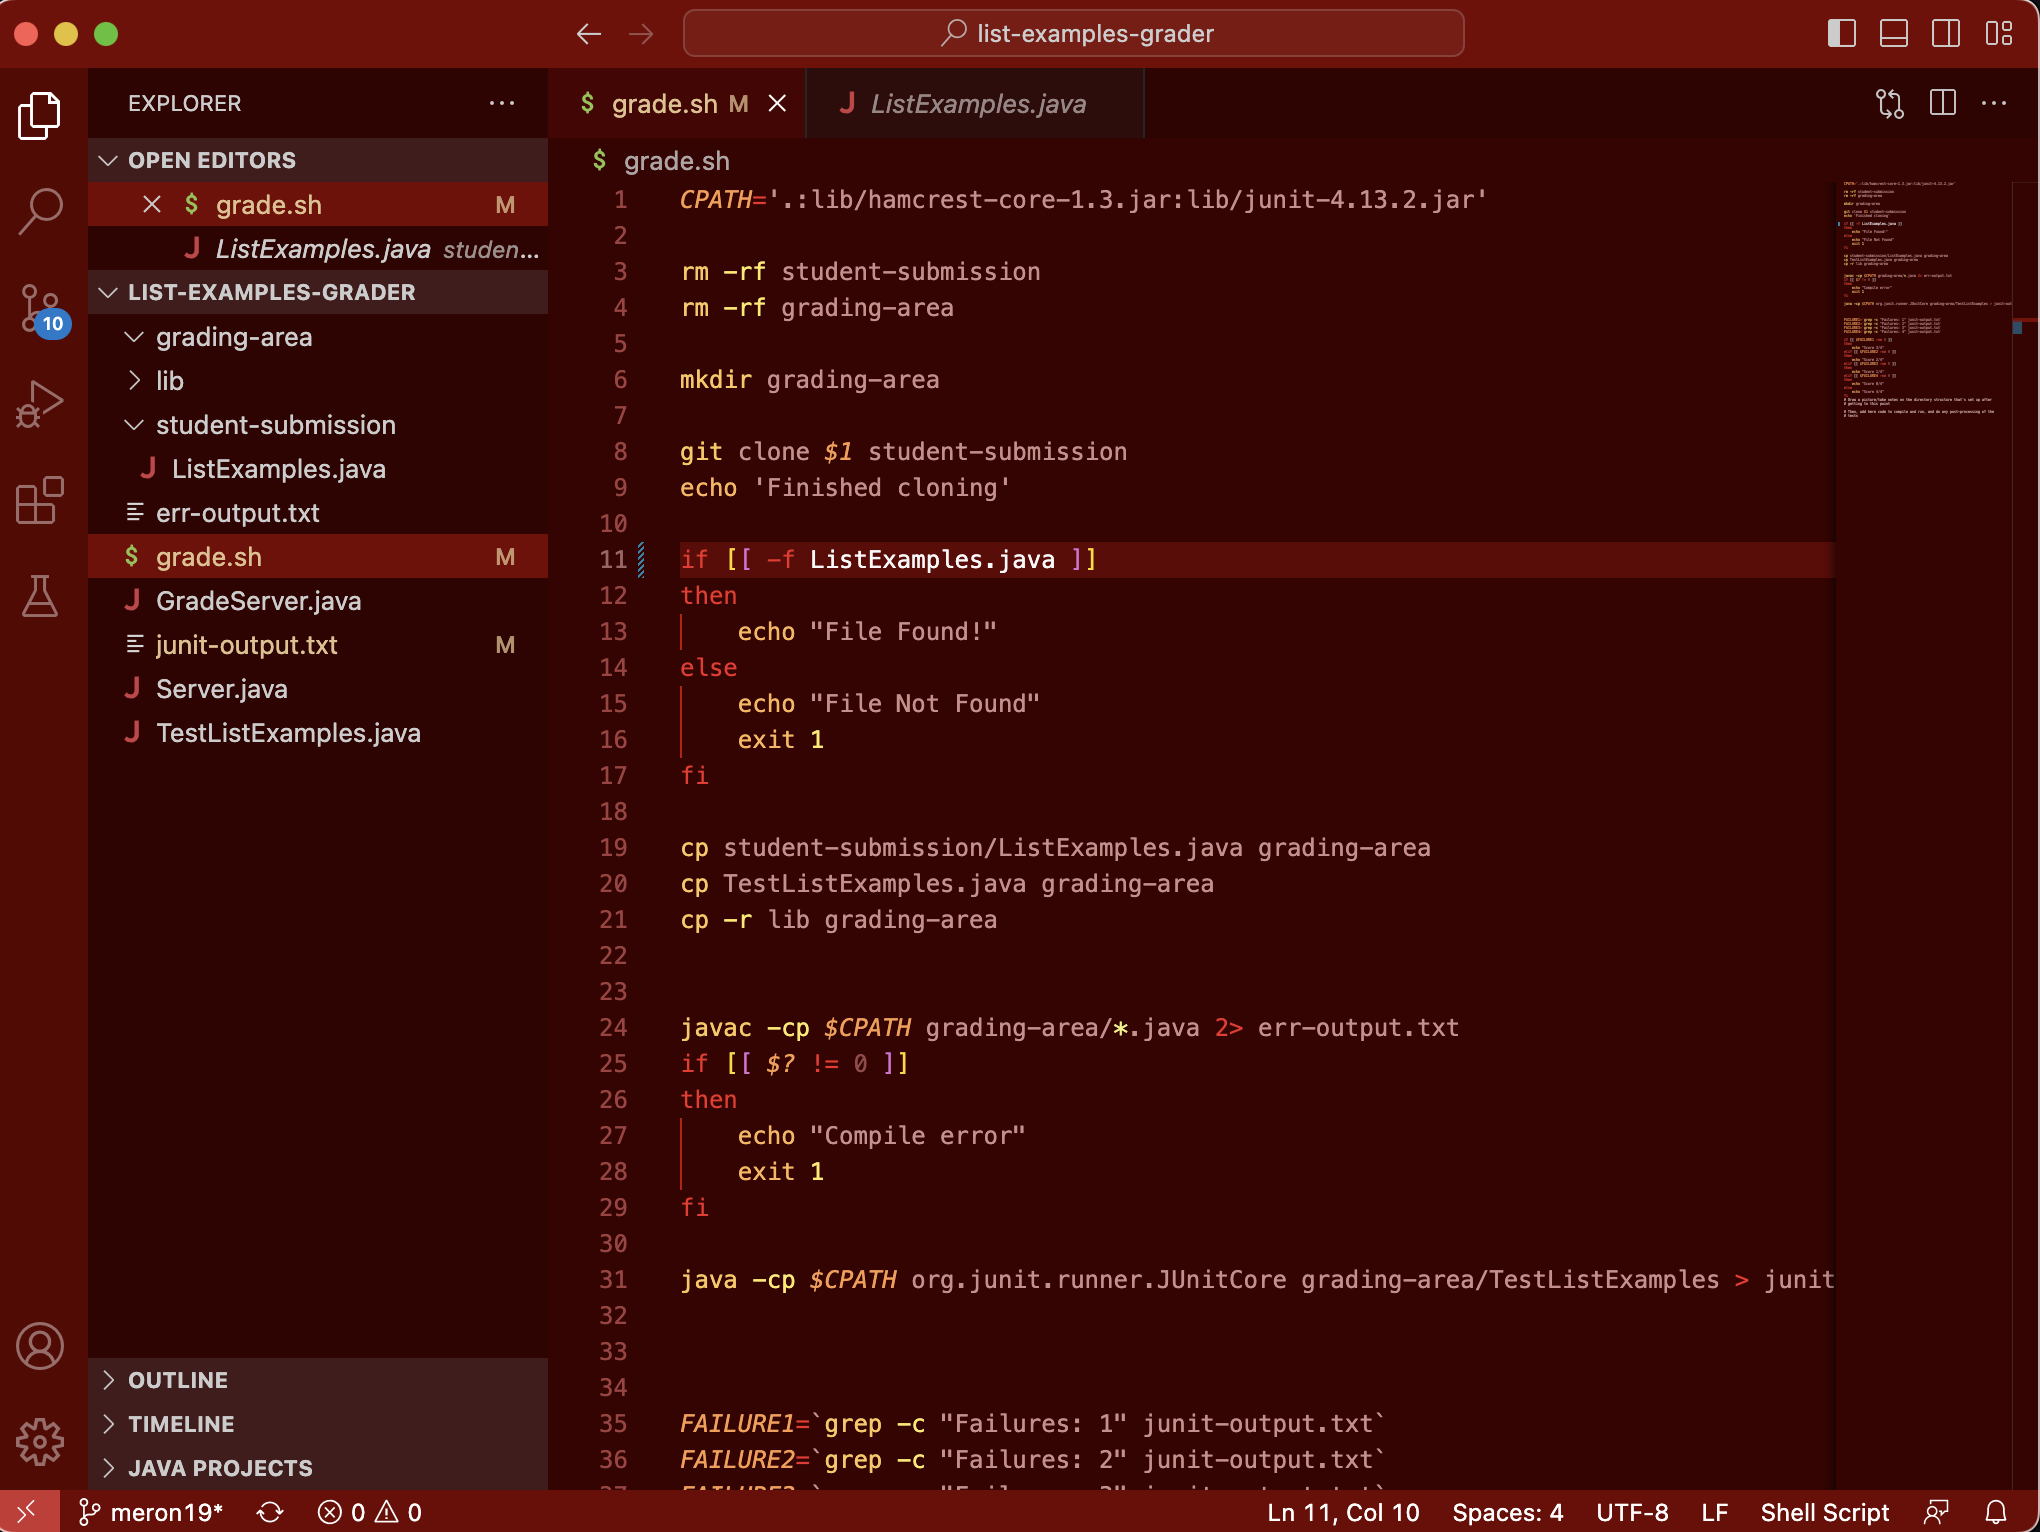 list-examples-grader
EXPLORER
OPEN EDITORS
grade.sh M
ListExamples.java studen...
LIST-EXAMPLES-GRADER
grading-area
lib
student-submission
ListExamples.java
err-output.txt
grade.sh M
GradeServer.java
junit-output.txt M
Server.java
TestListExamples.java
OUTLINE
TIMELINE
JAVA PROJECTS
10
grade.sh M
ListExamples.java
$ grade.sh
1 CPATH='.:lib/hamcrest-core-1.3.jar:lib/junit-4.13.2.jar'
2
3 rm -rf student-submission
4 rm -rf grading-area
5
6 mkdir grading-area
7
8 git clone $1 student-submission
9 echo 'Finished cloning'
10
11 if [[ -f ListExamples.java ]]
12 then
13 echo "File Found!"
14 else
15 echo "File Not Found"
16 exit 1
17 fi
18
19 cp student-submission/ListExamples.java grading-area
20 cp TestListExamples.java grading-area
21 cp -r lib grading-area
22
23
24 javac -cp $CPATH grading-area/*.java 2> err-output.txt
25 if [[ $? != 0 ]]
26 then
27 echo "Compile error"
28 exit 1
29 fi
30
31 java -cp $CPATH org.junit.runner.JUnitCore grading-area/TestListExamples > junit
32
33
34
35 FAILURE1=`grep -c "Failures: 1" junit-output.txt`
36 FAILURE2=`grep -c "Failures: 2" junit-output.txt`
meron19* 0 0 Ln 11, Col 10 Spaces: 4 UTF-8 LF Shell Script